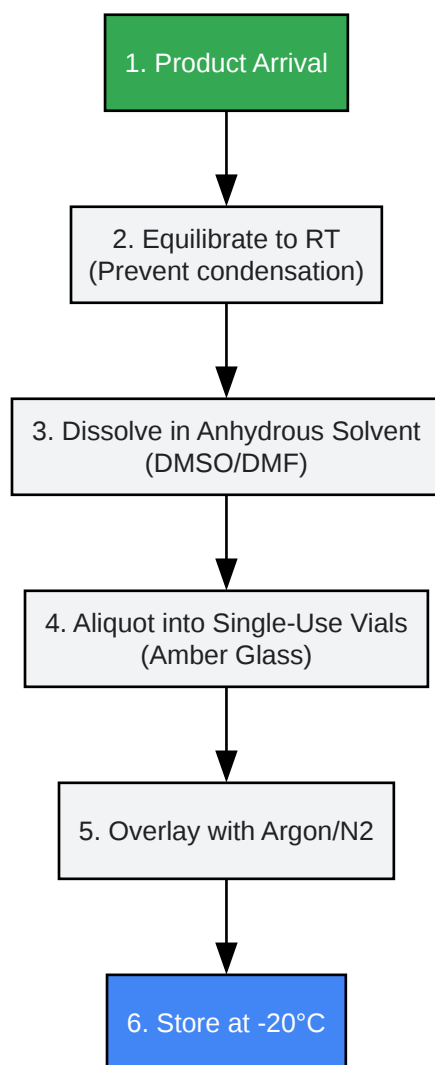 1. Product Arrival
2. Equilibrate to RT
(Prevent condensation)
3. Dissolve in Anhydrous Solvent
(DMSO/DMF)
4. Aliquot into Single-Use Vials
(Amber Glass)
5. Overlay with Argon/N2
6. Store at -20°C